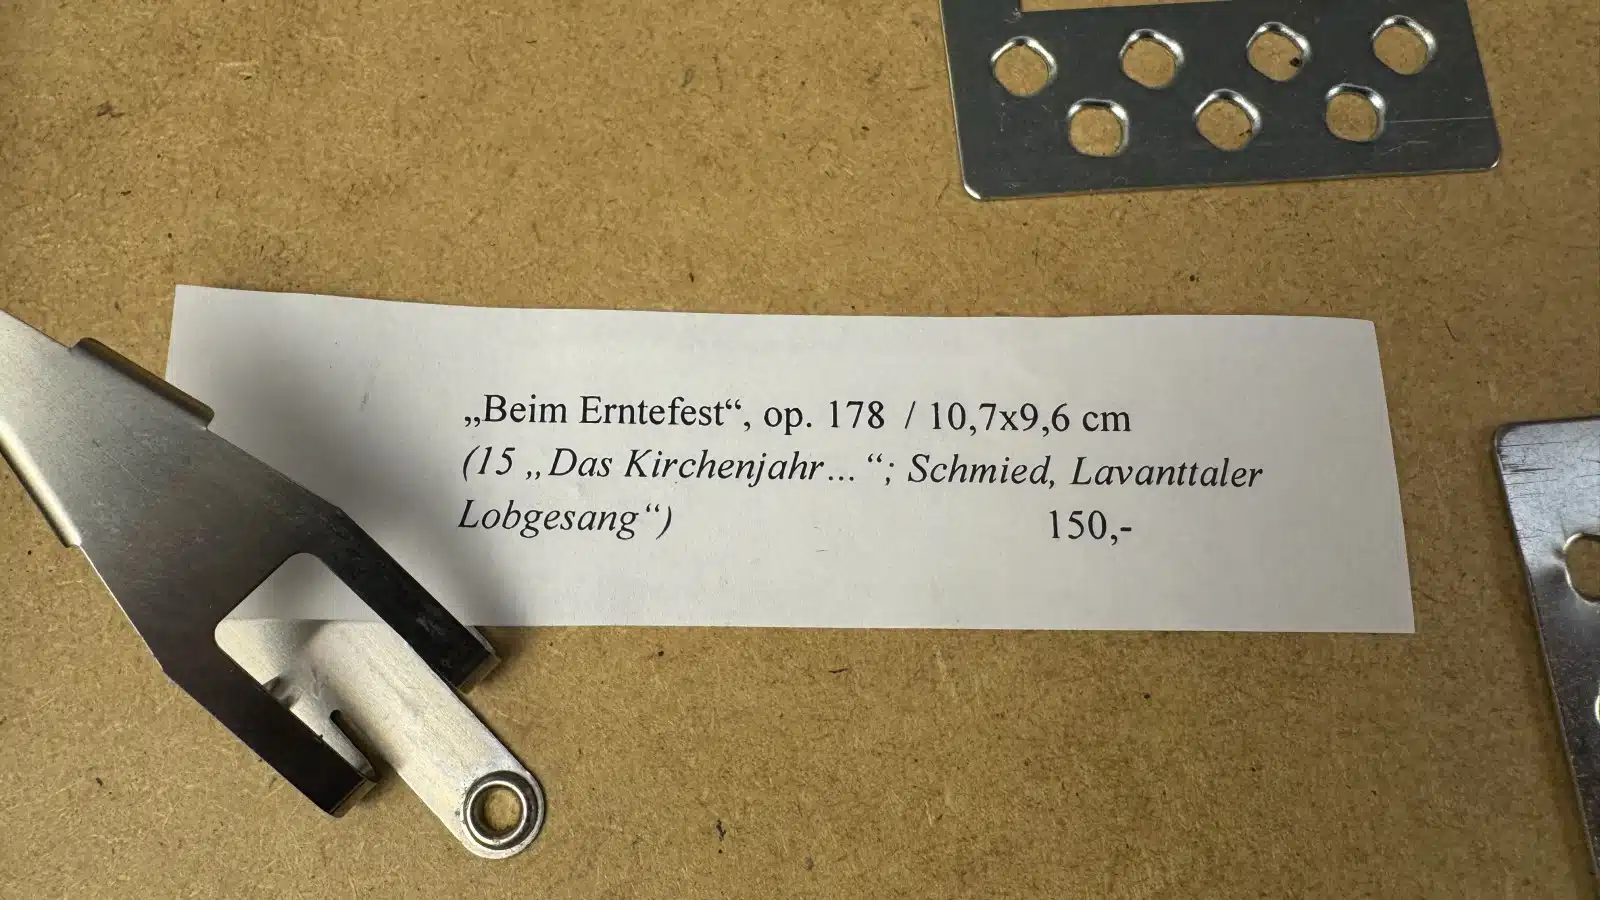 „Beim Erntefest“, op. 178 / 10,7x9,6 cm
(15 „Das Kirchenjahr... “; Schmied, Lavanttaler
Lobgesang“) 150,-